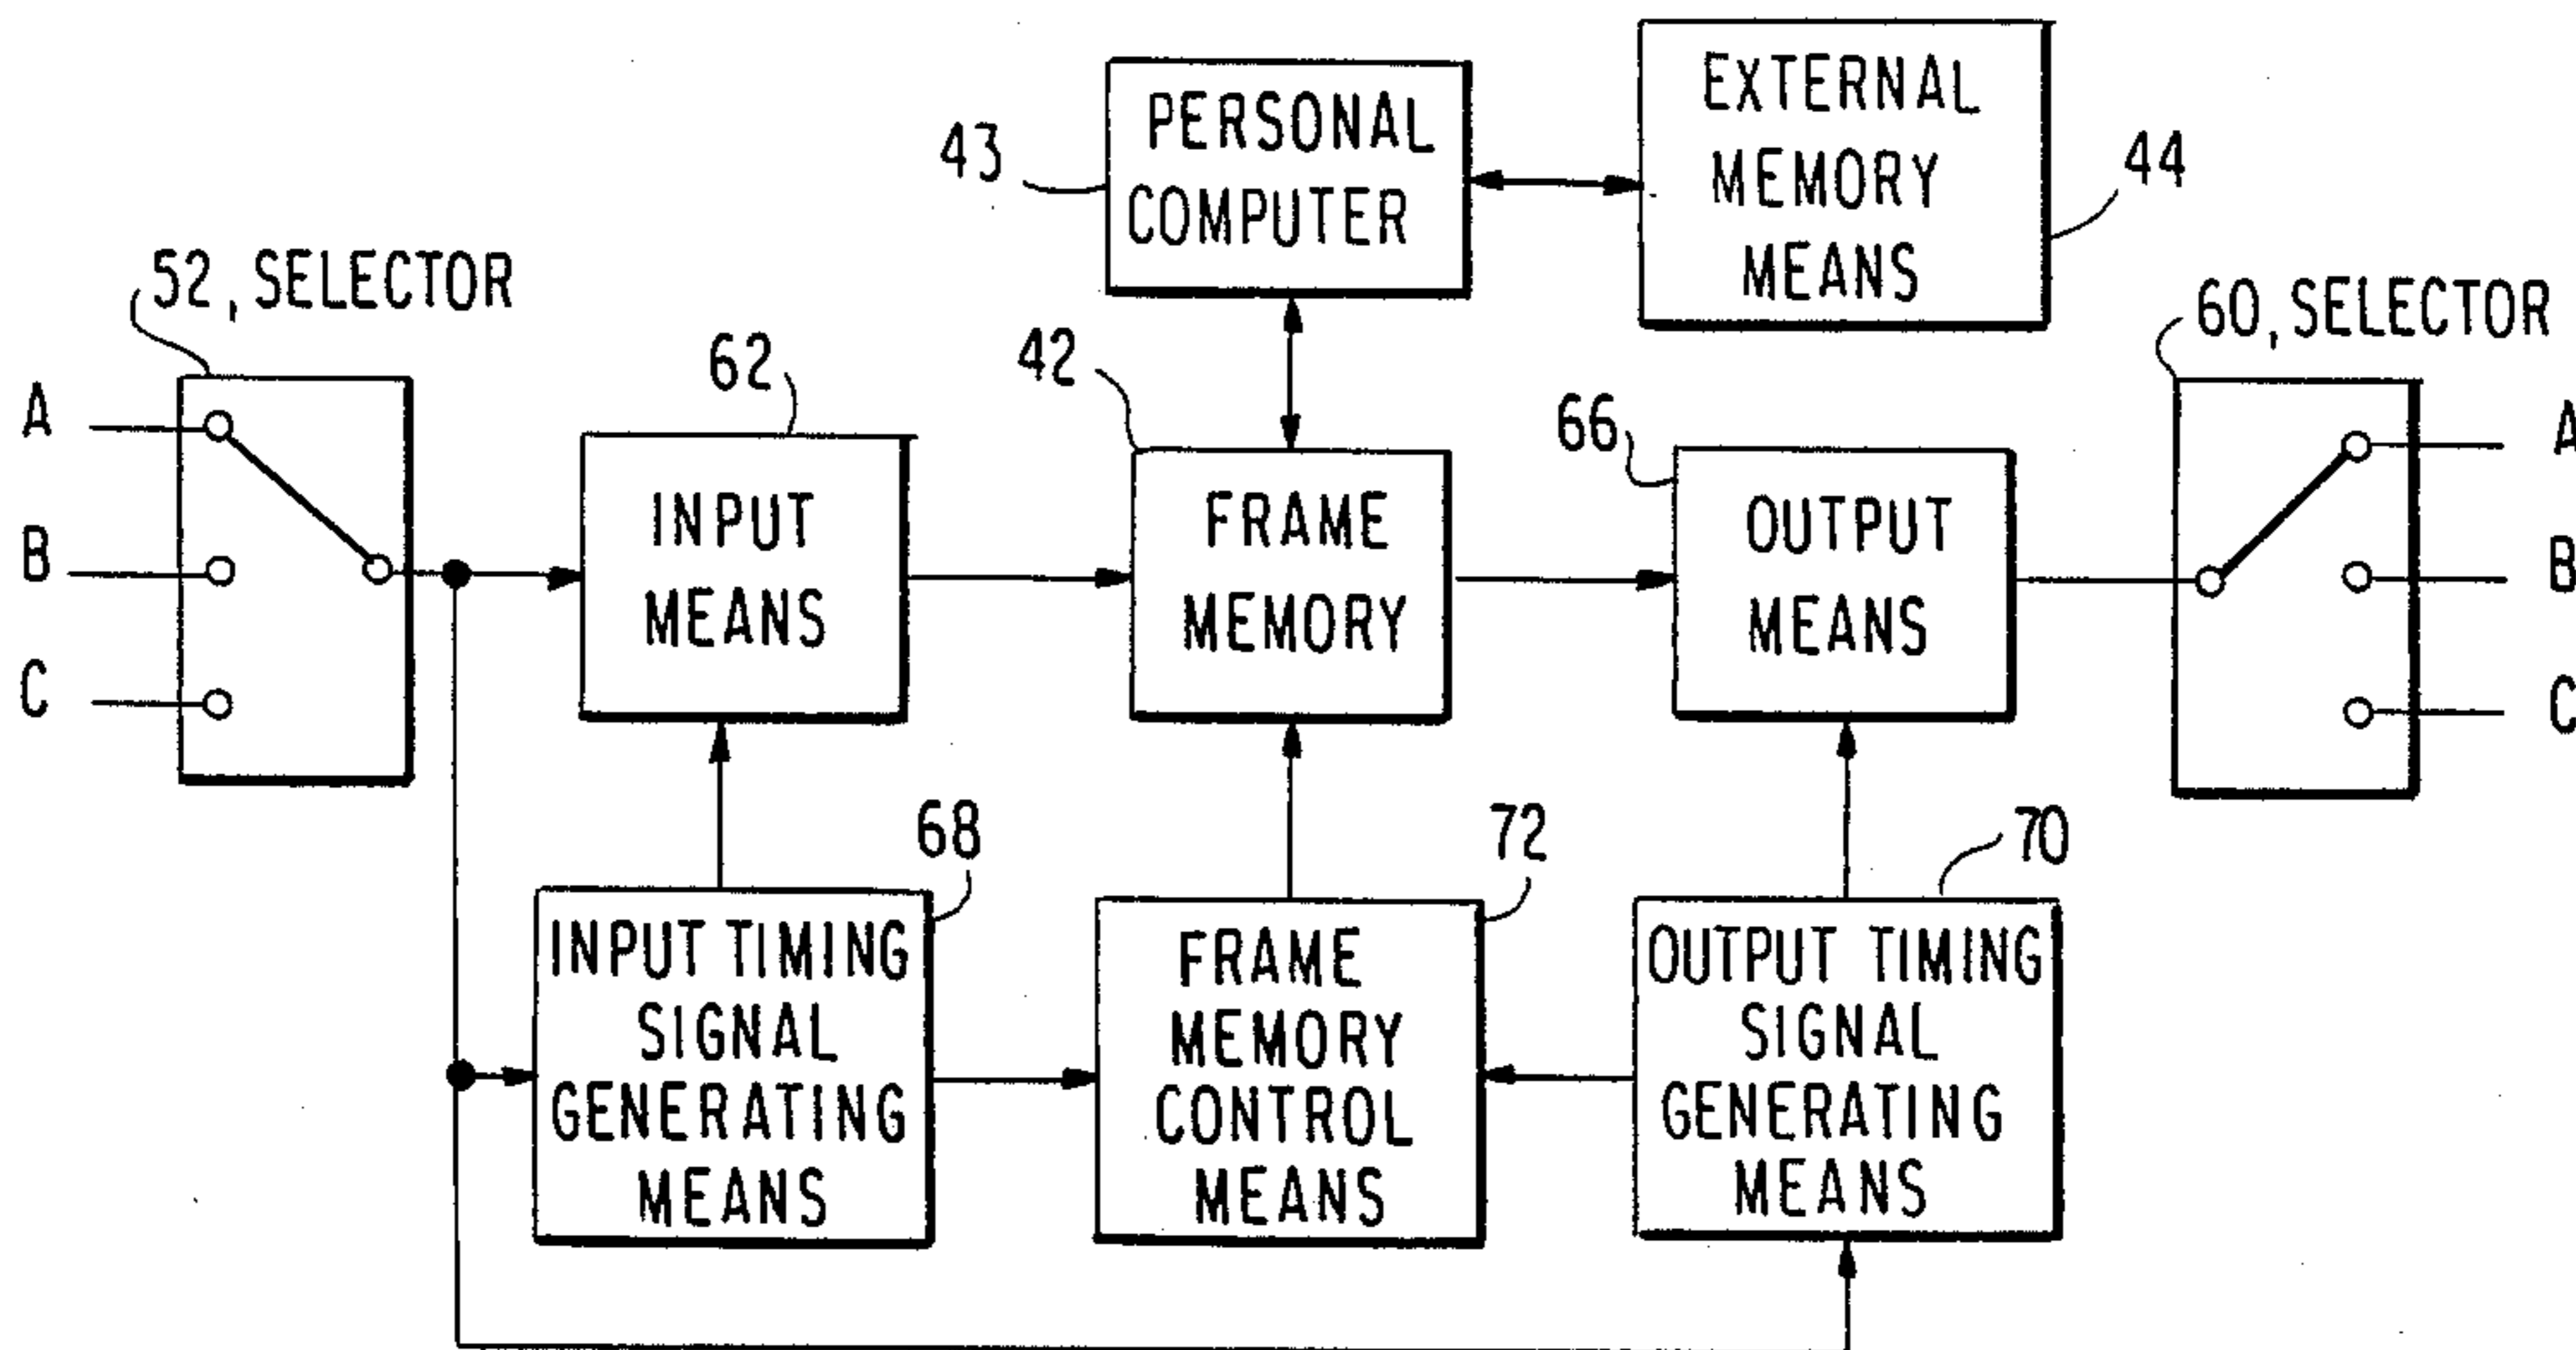 43
PERSONAL
COMPUTER
EXTERNAL
MEMORY
MEANS
44
52, SELECTOR
A
B
C
62
INPUT
MEANS
42
FRAME
MEMORY
66
OUTPUT
MEANS
60, SELECTOR
A
B
C
68
INPUT TIMING
SIGNAL
GENERATING
MEANS
72
FRAME
MEMORY
CONTROL
MEANS
70
OUTPUT TIMING
SIGNAL
GENERATING
MEANS